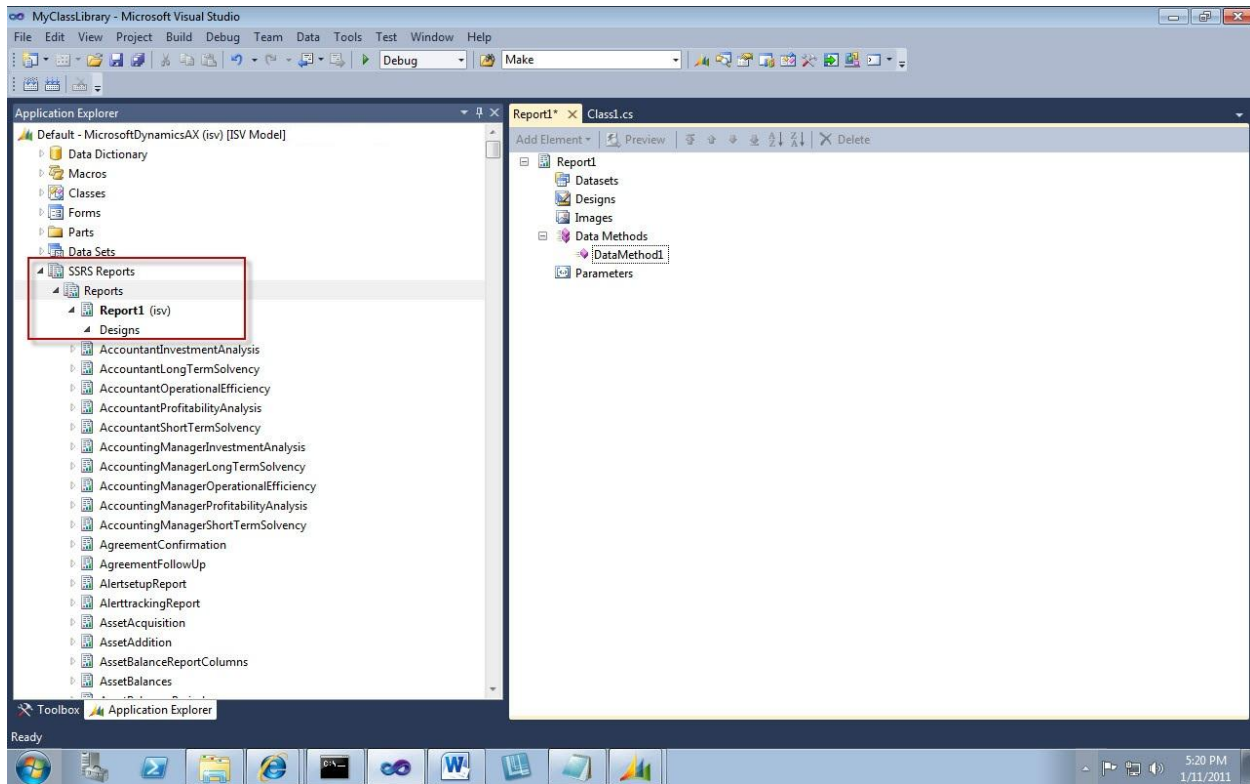 MyClassLibrary - Microsoft Visual Studio
File Edit View Project Build Debug Team Data Tools Test Window Help
Debug Make
Application Explorer
Default - MicrosoftDynamicsAX (isv) [ISV Model]
Data Dictionary
Macros
Classes
Forms
Parts
Data Sets
SSRS Reports
Reports
Report1 (isv)
Designs
AccountantInvestmentAnalysis
AccountantLongTermSolvency
AccountantOperationalEfficiency
AccountantProfitabilityAnalysis
AccountantShortTermSolvency
AccountingManagerInvestmentAnalysis
AccountingManagerLongTermSolvency
AccountingManagerOperationalEfficiency
AccountingManagerProfitabilityAnalysis
AccountingManagerShortTermSolvency
AgreementConfirmation
AgreementFollowUp
AlertsetupReport
AlerttrackingReport
AssetAcquisition
AssetAddition
AssetBalanceReportColumns
AssetBalances
Toolbox Application Explorer
Report1* Class1.cs
Add Element Preview Delete
Report1
Datasets
Designs
Images
Data Methods
DataMethod1
Parameters
Ready
5:20 PM
1/11/2011